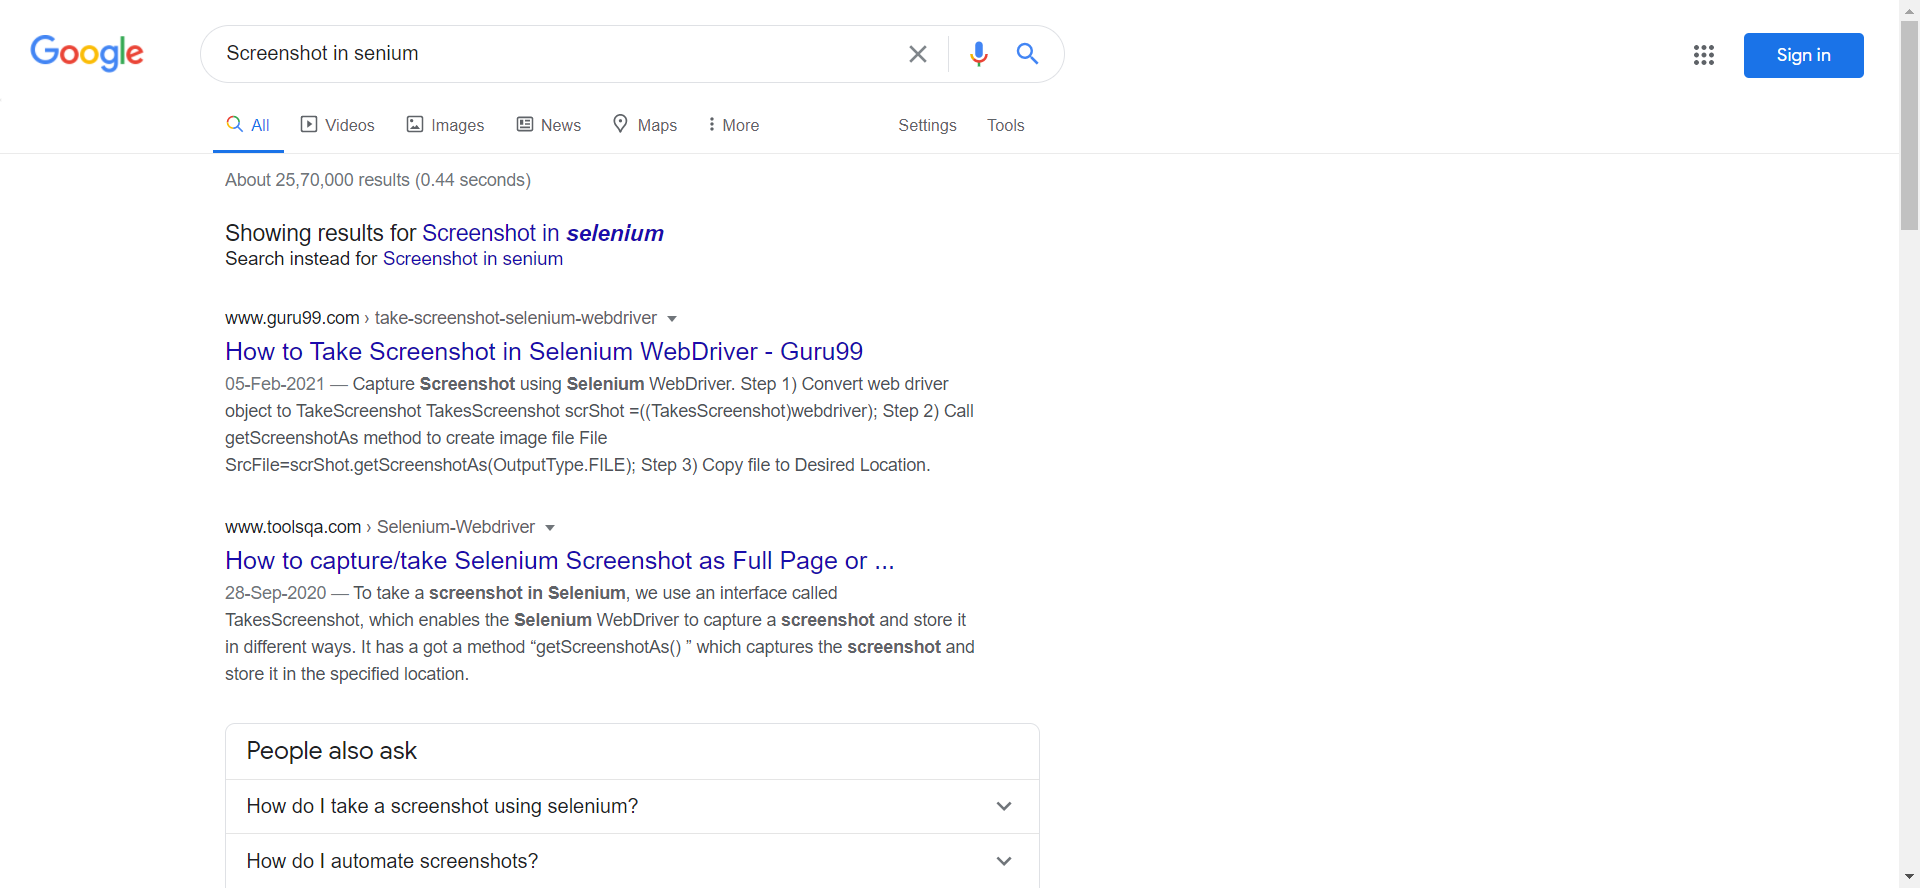 Google
Screenshot in senium
Sign in
All Videos Images News Maps More Settings Tools
About 25,70,000 results (0.44 seconds)
Showing results for Screenshot in selenium
Search instead for Screenshot in senium
www.guru99.com › take-screenshot-selenium-webdriver
How to Take Screenshot in Selenium WebDriver - Guru99
05-Feb-2021 — Capture Screenshot using Selenium WebDriver. Step 1) Convert web driver
object to TakeScreenshot TakesScreenshot scrShot =((TakesScreenshot)webdriver); Step 2) Call
getScreenshotAs method to create image file File
SrcFile=scrShot.getScreenshotAs(OutputType.FILE); Step 3) Copy file to Desired Location.
www.toolsqa.com › Selenium-Webdriver
How to capture/take Selenium Screenshot as Full Page or ...
28-Sep-2020 — To take a screenshot in Selenium, we use an interface called
TakesScreenshot, which enables the Selenium WebDriver to capture a screenshot and store it
in different ways. It has a got a method “getScreenshotAs() ” which captures the screenshot and
store it in the specified location.
People also ask
How do I take a screenshot using selenium?
How do I automate screenshots?